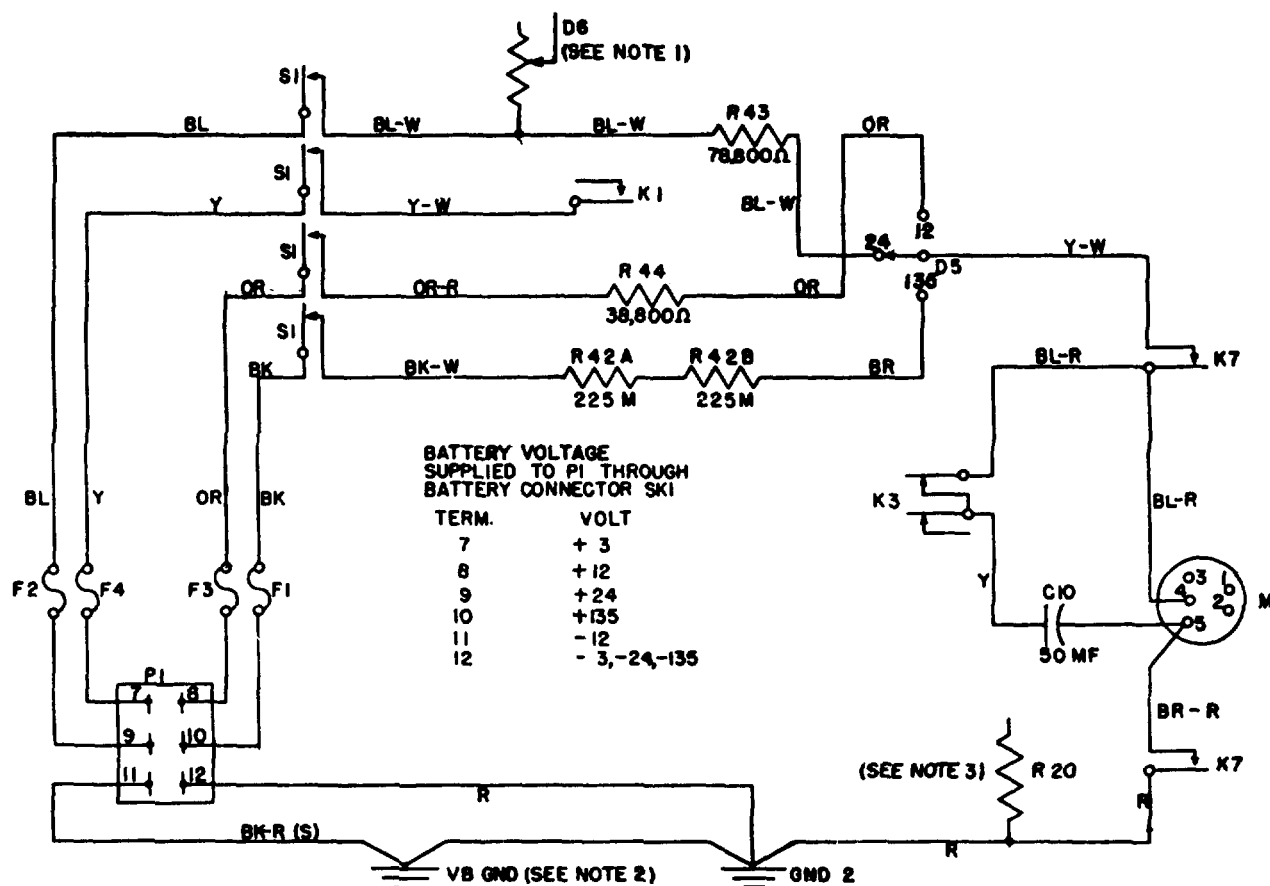 D6
(SEE NOTE 1)
S1
BL
BL-W
BL-W
R43
78,800Ω
OR
S1
Y
Y-W
K1
BL-W
12
24
D5
135
Y-W
S1
OR
OR-R
R44
38,800Ω
OR
S1
BK
BK-W
R42A
225 M
R42B
225M
BR
BL-R
K7
BATTERY VOLTAGE
SUPPLIED TO P1 THROUGH
BATTERY CONNECTOR SK1
TERM. VOLT
7 + 3
8 +12
9 +24
10 +135
11 - 12
12 - 3,-24,-135
BL
Y
OR
BK
K3
BL-R
F2
F4
F3
F1
Y
C10
50 MF
3
1
4
2
5
M
P1
7
8
9
10
11
12
BR-R
(SEE NOTE 3)
R20
K7
R
R
BK-R (S)
R
VB GND (SEE NOTE 2)
GND 2